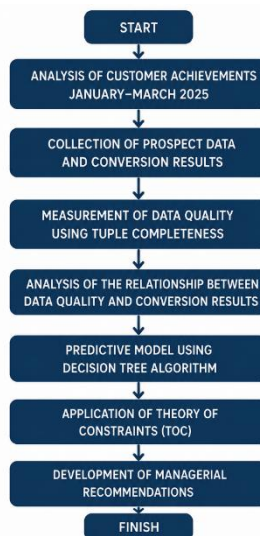 START
ANALYSIS OF CUSTOMER ACHIEVEMENTS
JANUARY–MARCH 2025
COLLECTION OF PROSPECT DATA
AND CONVERSION RESULTS
MEASUREMENT OF DATA QUALITY
USING TUPLE COMPLETENESS
ANALYSIS OF THE RELATIONSHIP BETWEEN
DATA QUALITY AND CONVERSION RESULTS
PREDICTIVE MODEL USING
DECISION TREE ALGORITHM
APPLICATION OF THEORY OF
CONSTRAINTS (TOC)
DEVELOPMENT OF MANAGERIAL
RECOMMENDATIONS
FINISH